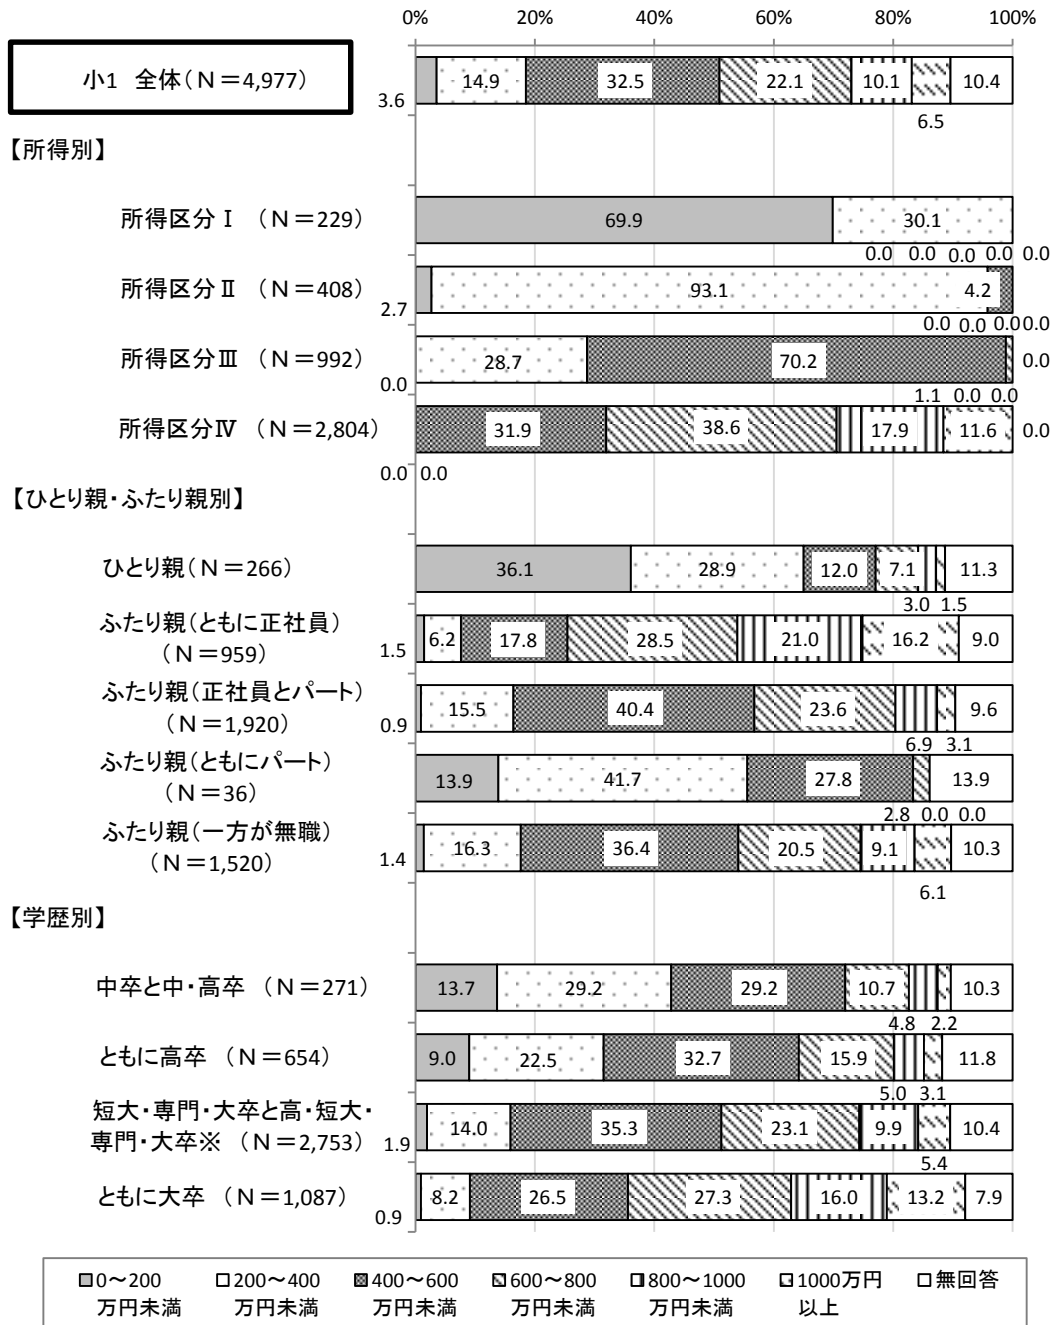 0% 20% 40% 60% 80% 100%
小1 全体(N=4,977)
3.6 14.9 32.5 22.1 10.1 10.4
6.5
【所得別】
所得区分Ⅰ (N=229)
69.9 30.1
0.0 0.0 0.0 0.0 0.0
所得区分Ⅱ (N=408)
2.7 93.1 4.2
0.0 0.0 0.0 0.0
所得区分Ⅲ (N=992)
0.0 28.7 70.2 0.0
1.1 0.0 0.0
所得区分Ⅳ (N=2,804)
31.9 38.6 17.9 11.6 0.0
0.0 0.0
【ひとり親・ふたり親別】
ひとり親(N=266)
36.1 28.9 12.0 7.1 11.3
3.0 1.5
ふたり親(ともに正社員)
(N=959)
1.5 6.2 17.8 28.5 21.0 16.2 9.0
ふたり親(正社員とパート)
(N=1,920)
0.9 15.5 40.4 23.6 9.6
6.9 3.1
ふたり親(ともにパート)
(N=36)
13.9 41.7 27.8 13.9
2.8 0.0 0.0
ふたり親(一方が無職)
(N=1,520)
1.4 16.3 36.4 20.5 9.1 10.3
6.1
【学歴別】
中卒と中・高卒 (N=271)
13.7 29.2 29.2 10.7 10.3
4.8 2.2
ともに高卒 (N=654)
9.0 22.5 32.7 15.9 11.8
5.0 3.1
短大・専門・大卒と高・短大・
専門・大卒※ (N=2,753)
1.9 14.0 35.3 23.1 9.9 10.4
5.4
ともに大卒 (N=1,087)
0.9 8.2 26.5 27.3 16.0 13.2 7.9
0~200 200~400 400~600 600~800 800~1000 1000万円 無回答
万円未満 万円未満 万円未満 万円未満 万円未満 以上